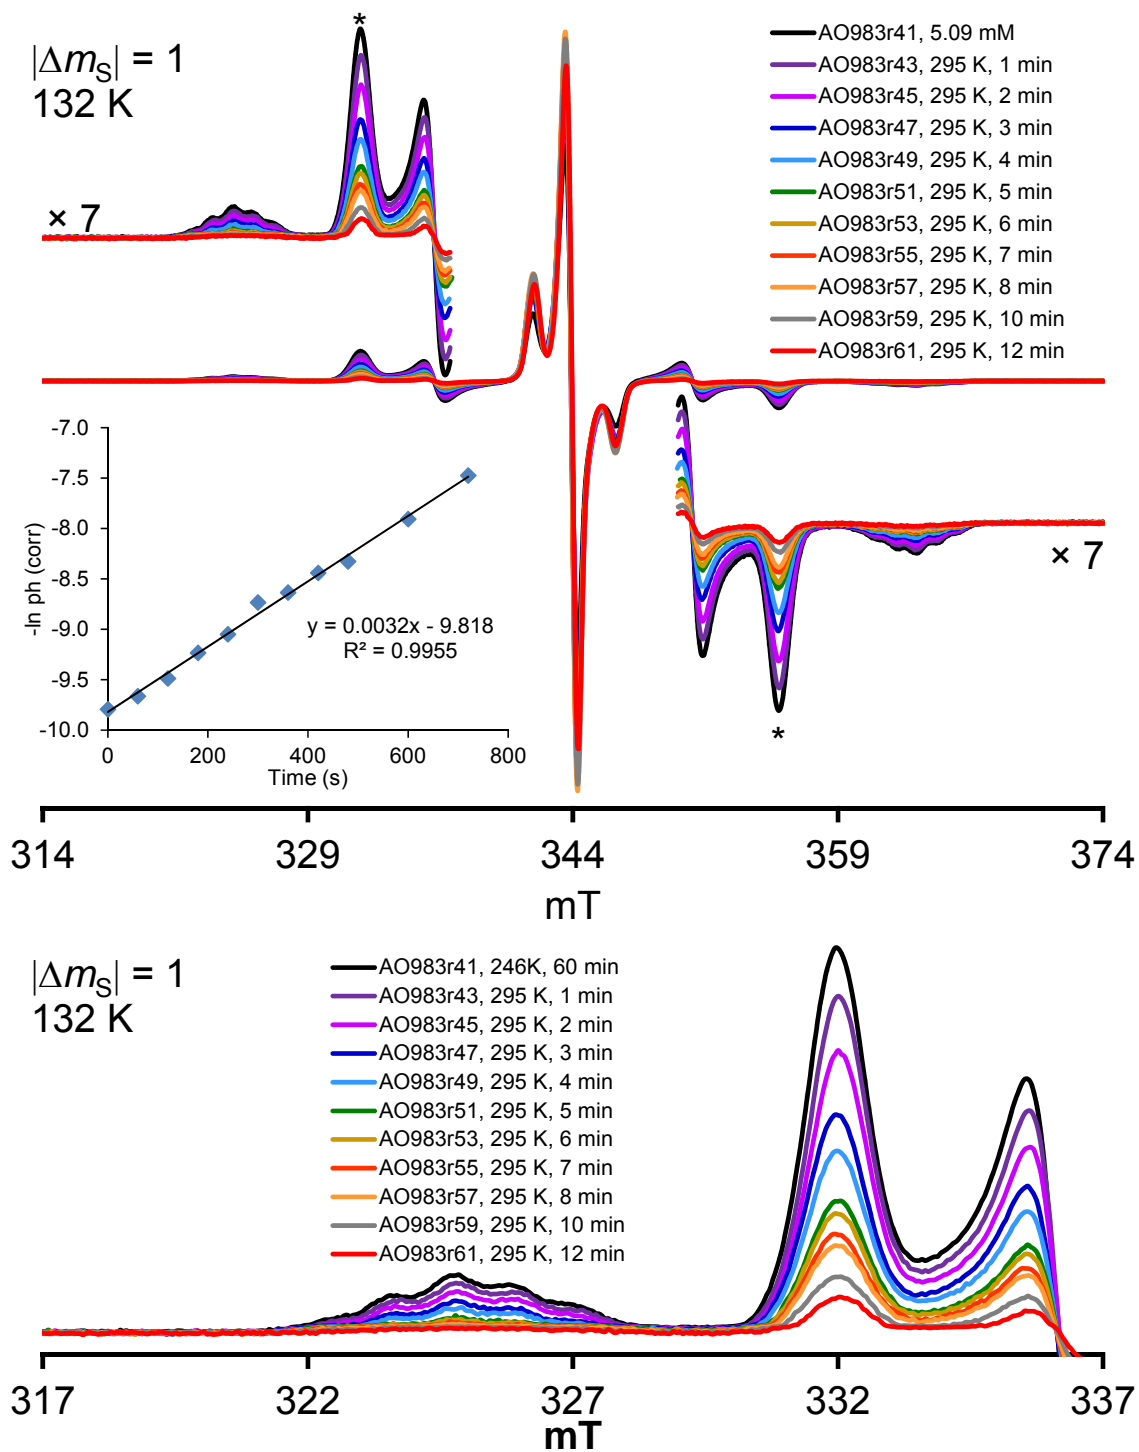 *
|ΔmS| = 1
132 K
AO983r41, 5.09 mM
AO983r43, 295 K, 1 min
AO983r45, 295 K, 2 min
AO983r47, 295 K, 3 min
AO983r49, 295 K, 4 min
AO983r51, 295 K, 5 min
AO983r53, 295 K, 6 min
AO983r55, 295 K, 7 min
AO983r57, 295 K, 8 min
AO983r59, 295 K, 10 min
AO983r61, 295 K, 12 min
× 7
-7.0
-7.5
-8.0
-8.5
-9.0
-9.5
-10.0
-ln ph (corr)
y = 0.0032x - 9.818
R² = 0.9955
0 200 400 600 800
Time (s)
× 7
*
314 329 344 359 374
mT
|ΔmS| = 1
132 K
AO983r41, 246K, 60 min
AO983r43, 295 K, 1 min
AO983r45, 295 K, 2 min
AO983r47, 295 K, 3 min
AO983r49, 295 K, 4 min
AO983r51, 295 K, 5 min
AO983r53, 295 K, 6 min
AO983r55, 295 K, 7 min
AO983r57, 295 K, 8 min
AO983r59, 295 K, 10 min
AO983r61, 295 K, 12 min
317 322 327 332 337
mT